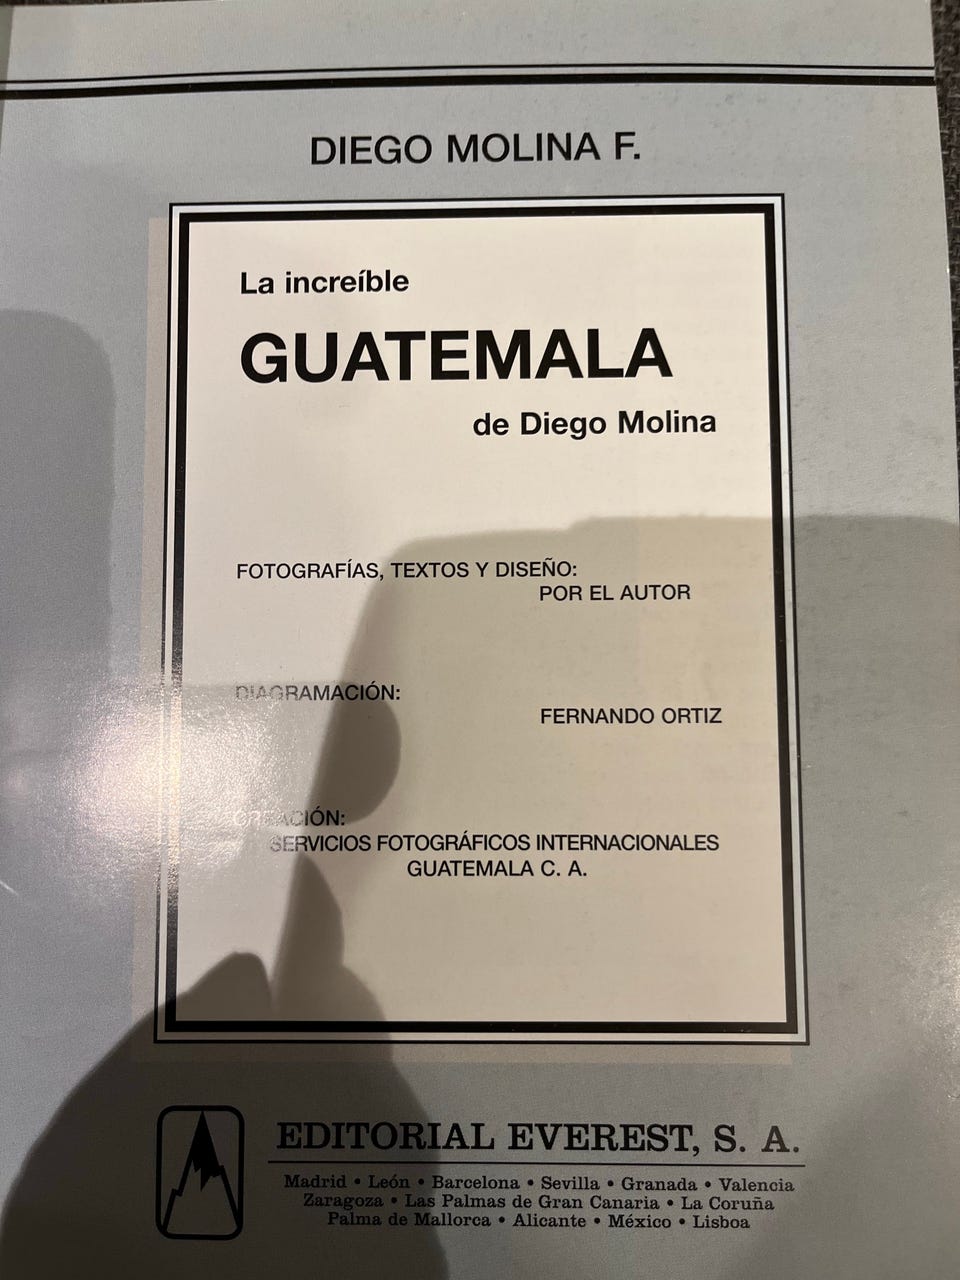 DIEGO MOLINA F.
La increíble
GUATEMALA
de Diego Molina
FOTOGRAFÍAS, TEXTOS Y DISEÑO:
POR EL AUTOR
DIAGRAMACIÓN:
FERNANDO ORTIZ
CREACIÓN:
SERVICIOS FOTOGRÁFICOS INTERNACIONALES
GUATEMALA C. A.
EDITORIAL EVEREST, S. A.
Madrid • León • Barcelona • Sevilla • Granada • Valencia
Zaragoza • Las Palmas de Gran Canaria • La Coruña
Palma de Mallorca • Alicante • México • Lisboa